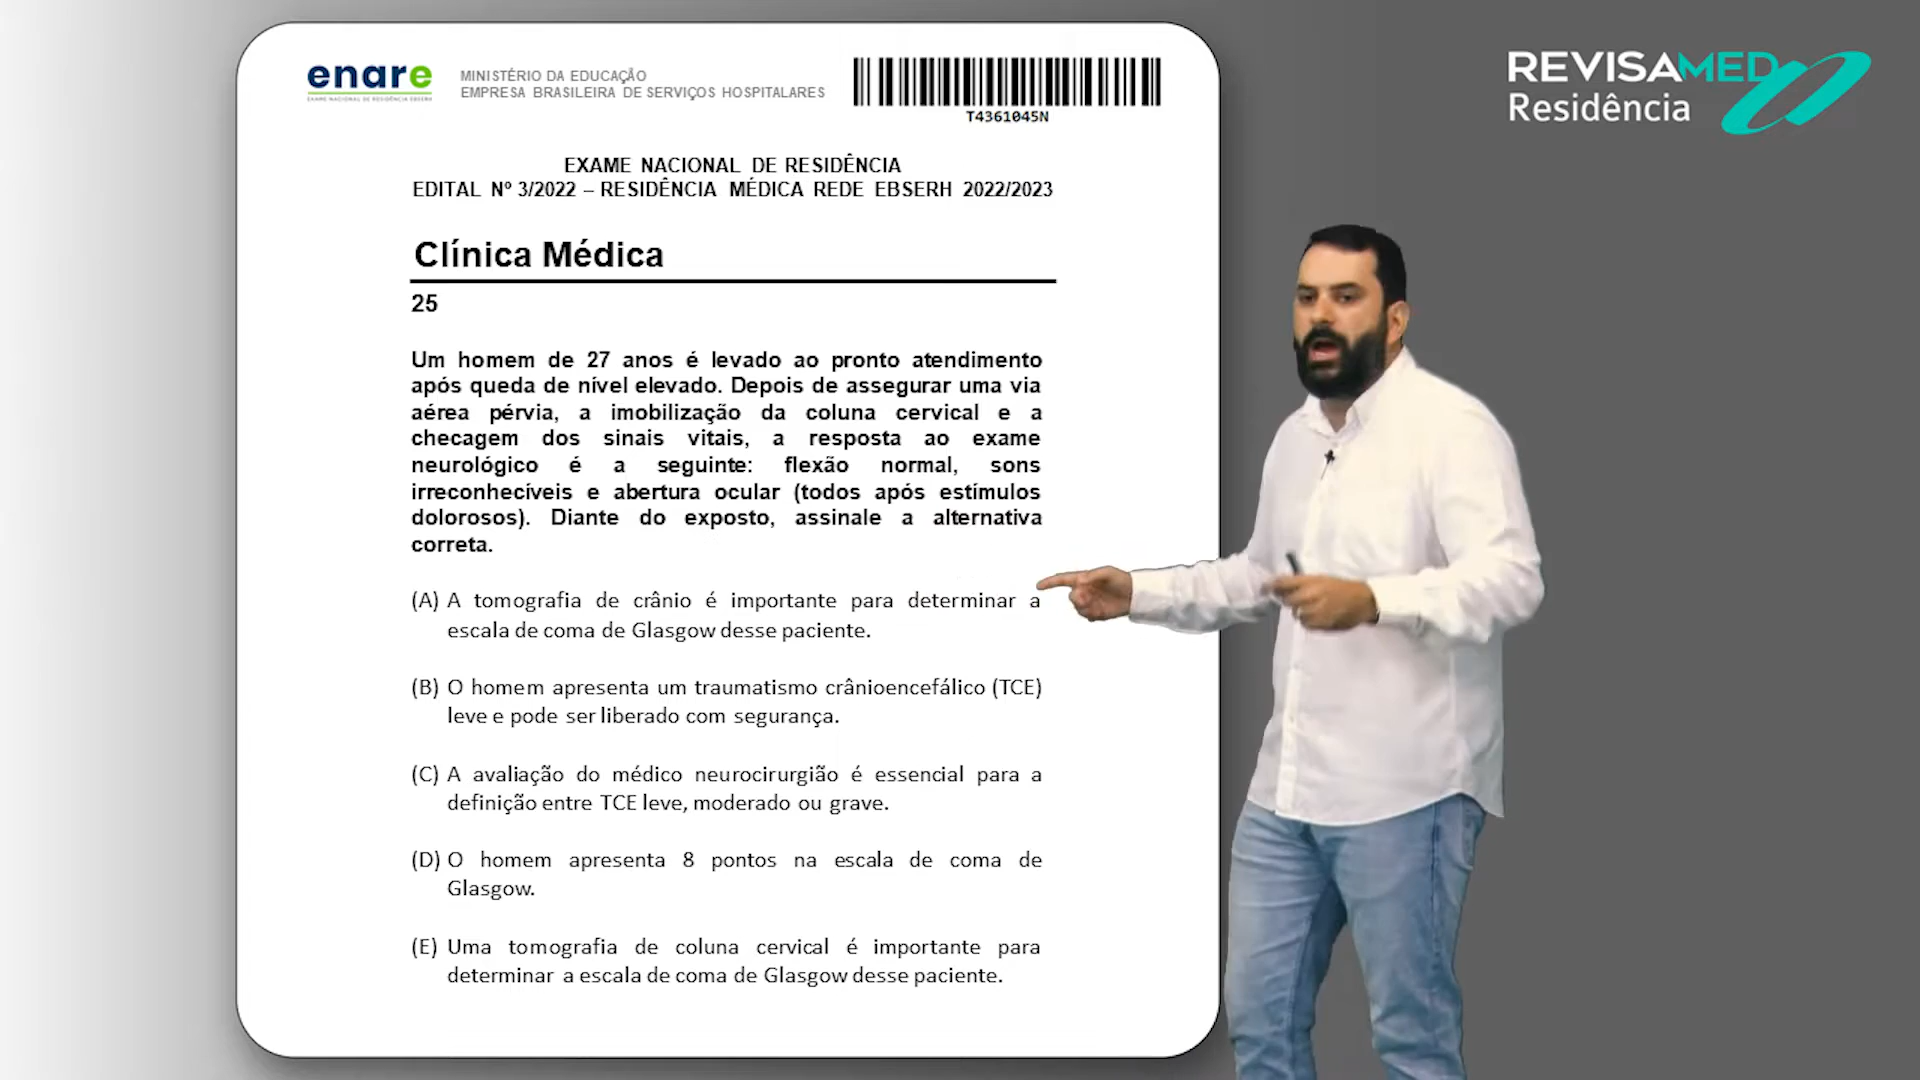 enare
MINISTÉRIO DA EDUCAÇÃO
EMPRESA BRASILEIRA DE SERVIÇOS HOSPITALARES
EXAME NACIONAL DE RESIDÊNCIA EBSERH
T4361045N
REVISAMED
Residência
EXAME NACIONAL DE RESIDÊNCIA
EDITAL Nº 3/2022 – RESIDÊNCIA MÉDICA REDE EBSERH 2022/2023
Clínica Médica
25
Um homem de 27 anos é levado ao pronto atendimento
após queda de nível elevado. Depois de assegurar uma via
aérea pérvia, a imobilização da coluna cervical e a
checagem dos sinais vitais, a resposta ao exame
neurológico é a seguinte: flexão normal, sons
irreconhecíveis e abertura ocular (todos após estímulos
dolorosos). Diante do exposto, assinale a alternativa
correta.
(A) A tomografia de crânio é importante para determinar a
escala de coma de Glasgow desse paciente.
(B) O homem apresenta um traumatismo crânioencefálico (TCE)
leve e pode ser liberado com segurança.
(C) A avaliação do médico neurocirurgião é essencial para a
definição entre TCE leve, moderado ou grave.
(D) O homem apresenta 8 pontos na escala de coma de
Glasgow.
(E) Uma tomografia de coluna cervical é importante para
determinar a escala de coma de Glasgow desse paciente.